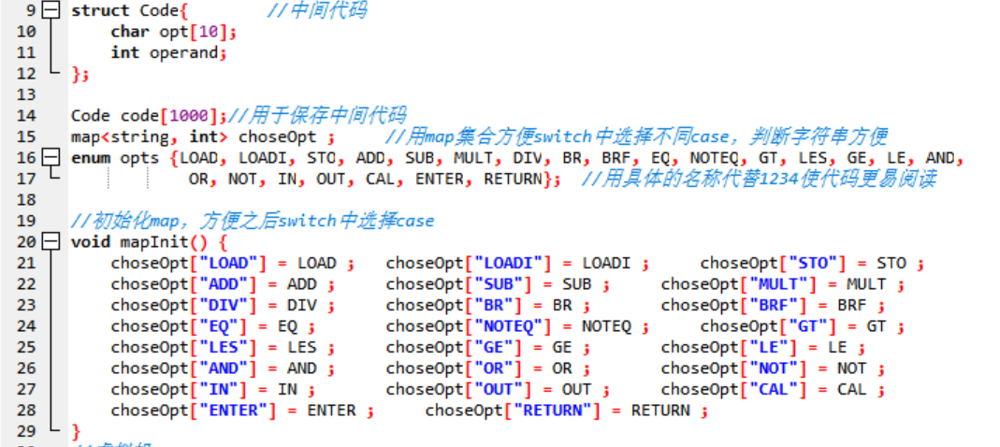 9 struct Code{ //中间代码
10 char opt[10];
11 int operand;
12 };
13
14 Code code[1000];//用于保存中间代码
15 map<string, int> choseOpt ; //用map集合方便switch中选择不同case，判断字符串方便
16 enum opts {LOAD, LOADI, STO, ADD, SUB, MULT, DIV, BR, BRF, EQ, NOTEQ, GT, LES, GE, LE, AND,
17 OR, NOT, IN, OUT, CAL, ENTER, RETURN}; //用具体的名称代替1234使代码更易阅读
18
19 //初始化map，方便之后switch中选择case
20 void mapInit() {
21 choseOpt["LOAD"] = LOAD ; choseOpt["LOADI"] = LOADI ; choseOpt["STO"] = STO ;
22 choseOpt["ADD"] = ADD ; choseOpt["SUB"] = SUB ; choseOpt["MULT"] = MULT ;
23 choseOpt["DIV"] = DIV ; choseOpt["BR"] = BR ; choseOpt["BRF"] = BRF ;
24 choseOpt["EQ"] = EQ ; choseOpt["NOTEQ"] = NOTEQ ; choseOpt["GT"] = GT ;
25 choseOpt["LES"] = LES ; choseOpt["GE"] = GE ; choseOpt["LE"] = LE ;
26 choseOpt["AND"] = AND ; choseOpt["OR"] = OR ; choseOpt["NOT"] = NOT ;
27 choseOpt["IN"] = IN ; choseOpt["OUT"] = OUT ; choseOpt["CAL"] = CAL ;
28 choseOpt["ENTER"] = ENTER ; choseOpt["RETURN"] = RETURN ;
29 }